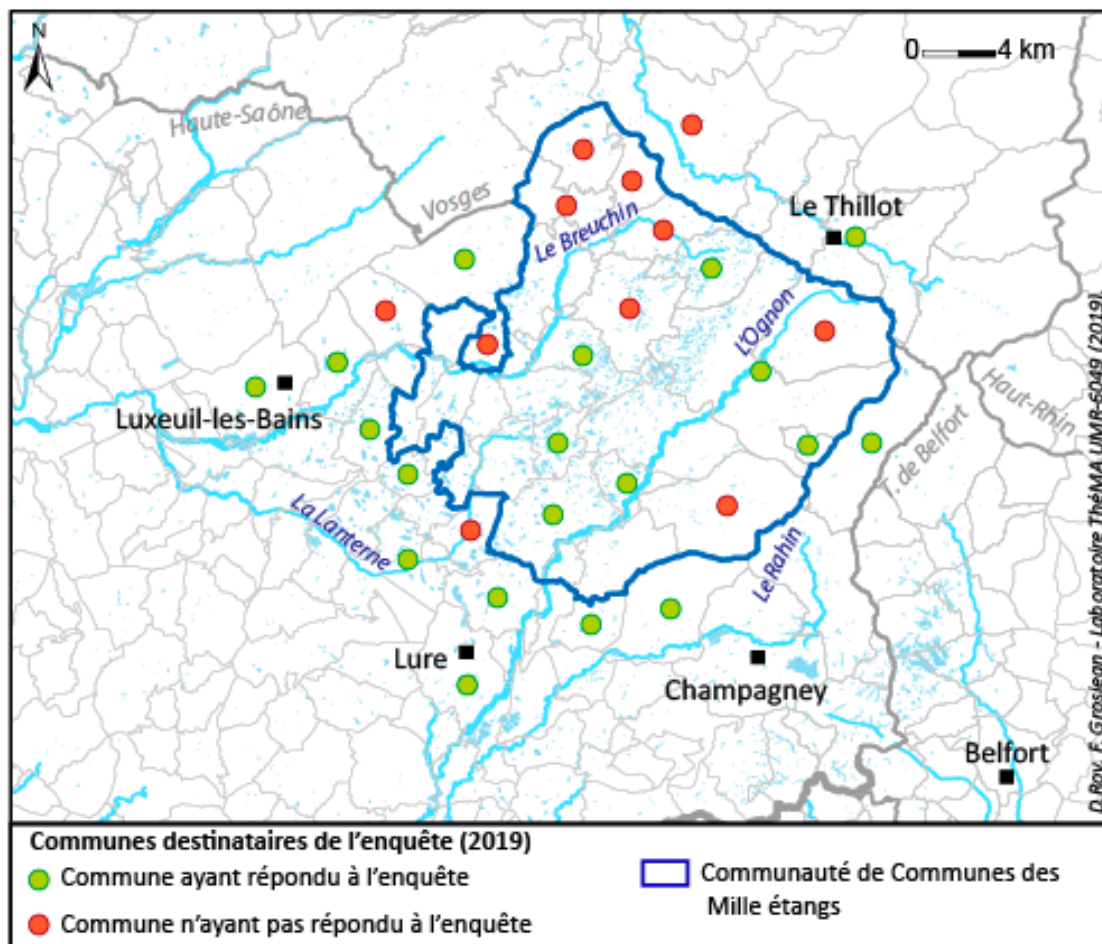 N
0 4 km
Haute-Saône
Vosges
Le Thillot
Le Breuchin
L'Ognon
Haut-Rhin
Luxeuil-les-Bains
T. de Belfort
La Lanterne
Le Rahin
Lure
Champagney
Belfort
D.Roy, F. Grosjean - Laboratoire ThéMA UMR-6049 (2019).
Communes destinataires de l'enquête (2019)
Commune ayant répondu à l'enquête
Commune n'ayant pas répondu à l'enquête
Communauté de Communes des
Mille étangs